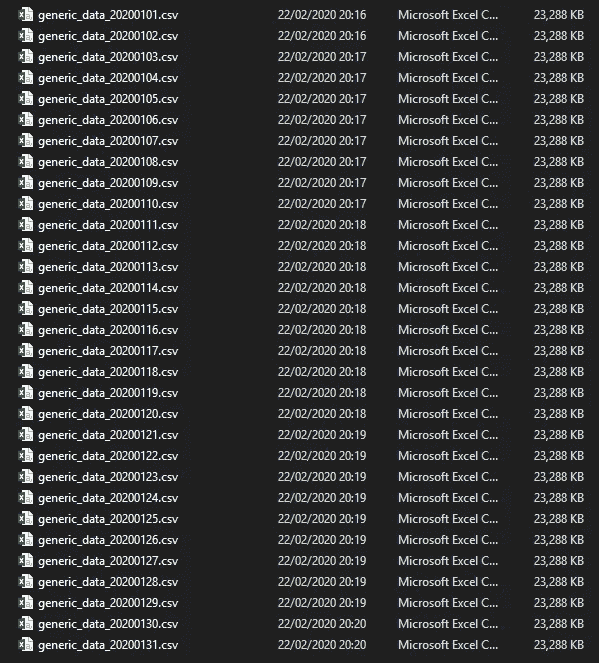 generic_data_20200101.csv 22/02/2020 20:16 Microsoft Excel C... 23,288 KB
generic_data_20200102.csv 22/02/2020 20:16 Microsoft Excel C... 23,288 KB
generic_data_20200103.csv 22/02/2020 20:17 Microsoft Excel C... 23,288 KB
generic_data_20200104.csv 22/02/2020 20:17 Microsoft Excel C... 23,288 KB
generic_data_20200105.csv 22/02/2020 20:17 Microsoft Excel C... 23,288 KB
generic_data_20200106.csv 22/02/2020 20:17 Microsoft Excel C... 23,288 KB
generic_data_20200107.csv 22/02/2020 20:17 Microsoft Excel C... 23,288 KB
generic_data_20200108.csv 22/02/2020 20:17 Microsoft Excel C... 23,288 KB
generic_data_20200109.csv 22/02/2020 20:17 Microsoft Excel C... 23,288 KB
generic_data_20200110.csv 22/02/2020 20:17 Microsoft Excel C... 23,288 KB
generic_data_20200111.csv 22/02/2020 20:18 Microsoft Excel C... 23,288 KB
generic_data_20200112.csv 22/02/2020 20:18 Microsoft Excel C... 23,288 KB
generic_data_20200113.csv 22/02/2020 20:18 Microsoft Excel C... 23,288 KB
generic_data_20200114.csv 22/02/2020 20:18 Microsoft Excel C... 23,288 KB
generic_data_20200115.csv 22/02/2020 20:18 Microsoft Excel C... 23,288 KB
generic_data_20200116.csv 22/02/2020 20:18 Microsoft Excel C... 23,288 KB
generic_data_20200117.csv 22/02/2020 20:18 Microsoft Excel C... 23,288 KB
generic_data_20200118.csv 22/02/2020 20:18 Microsoft Excel C... 23,288 KB
generic_data_20200119.csv 22/02/2020 20:18 Microsoft Excel C... 23,288 KB
generic_data_20200120.csv 22/02/2020 20:18 Microsoft Excel C... 23,288 KB
generic_data_20200121.csv 22/02/2020 20:19 Microsoft Excel C... 23,288 KB
generic_data_20200122.csv 22/02/2020 20:19 Microsoft Excel C... 23,288 KB
generic_data_20200123.csv 22/02/2020 20:19 Microsoft Excel C... 23,288 KB
generic_data_20200124.csv 22/02/2020 20:19 Microsoft Excel C... 23,288 KB
generic_data_20200125.csv 22/02/2020 20:19 Microsoft Excel C... 23,288 KB
generic_data_20200126.csv 22/02/2020 20:19 Microsoft Excel C... 23,288 KB
generic_data_20200127.csv 22/02/2020 20:19 Microsoft Excel C... 23,288 KB
generic_data_20200128.csv 22/02/2020 20:19 Microsoft Excel C... 23,288 KB
generic_data_20200129.csv 22/02/2020 20:19 Microsoft Excel C... 23,288 KB
generic_data_20200130.csv 22/02/2020 20:20 Microsoft Excel C... 23,288 KB
generic_data_20200131.csv 22/02/2020 20:20 Microsoft Excel C... 23,288 KB